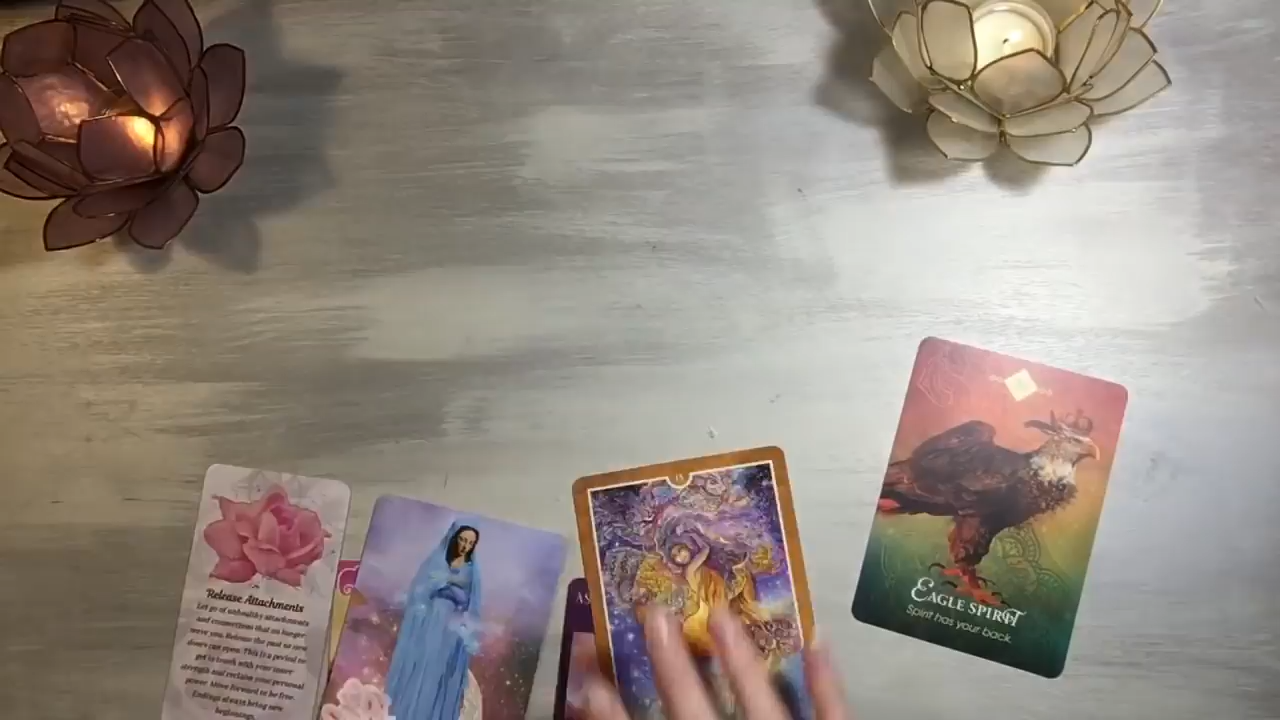 Release Attachments
Let go of unhealthy attachments
and connections that no longer
serve you. Release the past so new
doors can open. This is a period to
get in touch with your inner
strength and reclaim your personal
power. Move forward to be free.
Endings always bring new
beginnings.
AS
EAGLE SPIRIT
Spirit has your back.